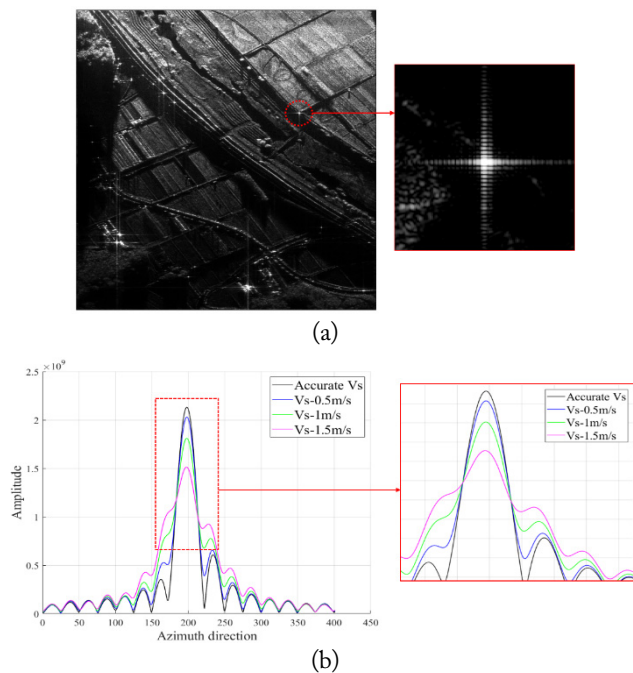 (a)
×10⁹
2.5
2
1.5
1
0.5
0
Amplitude
0 50 100 150 200 250 300 350 400 450
Azimuth direction
Accurate Vs
Vs-0.5m/s
Vs-1m/s
Vs-1.5m/s
Accurate Vs
Vs-0.5m/s
Vs-1m/s
Vs-1.5m/s
(b)